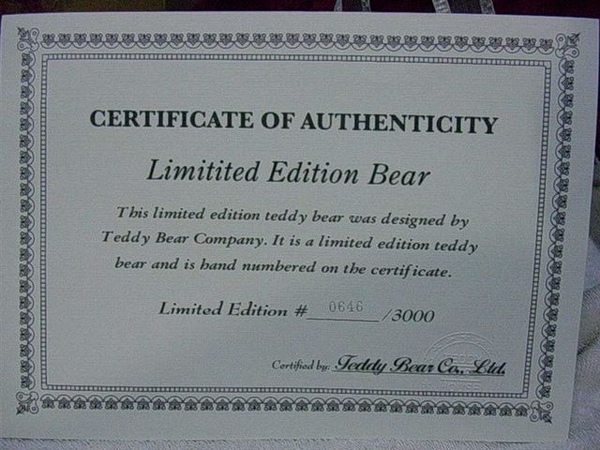 CERTIFICATE OF AUTHENTICITY
Limitited Edition Bear
This limited edition teddy bear was designed by
Teddy Bear Company. It is a limited edition teddy
bear and is hand numbered on the certificate.
Limited Edition # 0646 /3000
Certified by: Teddy Bear Co., Ltd.